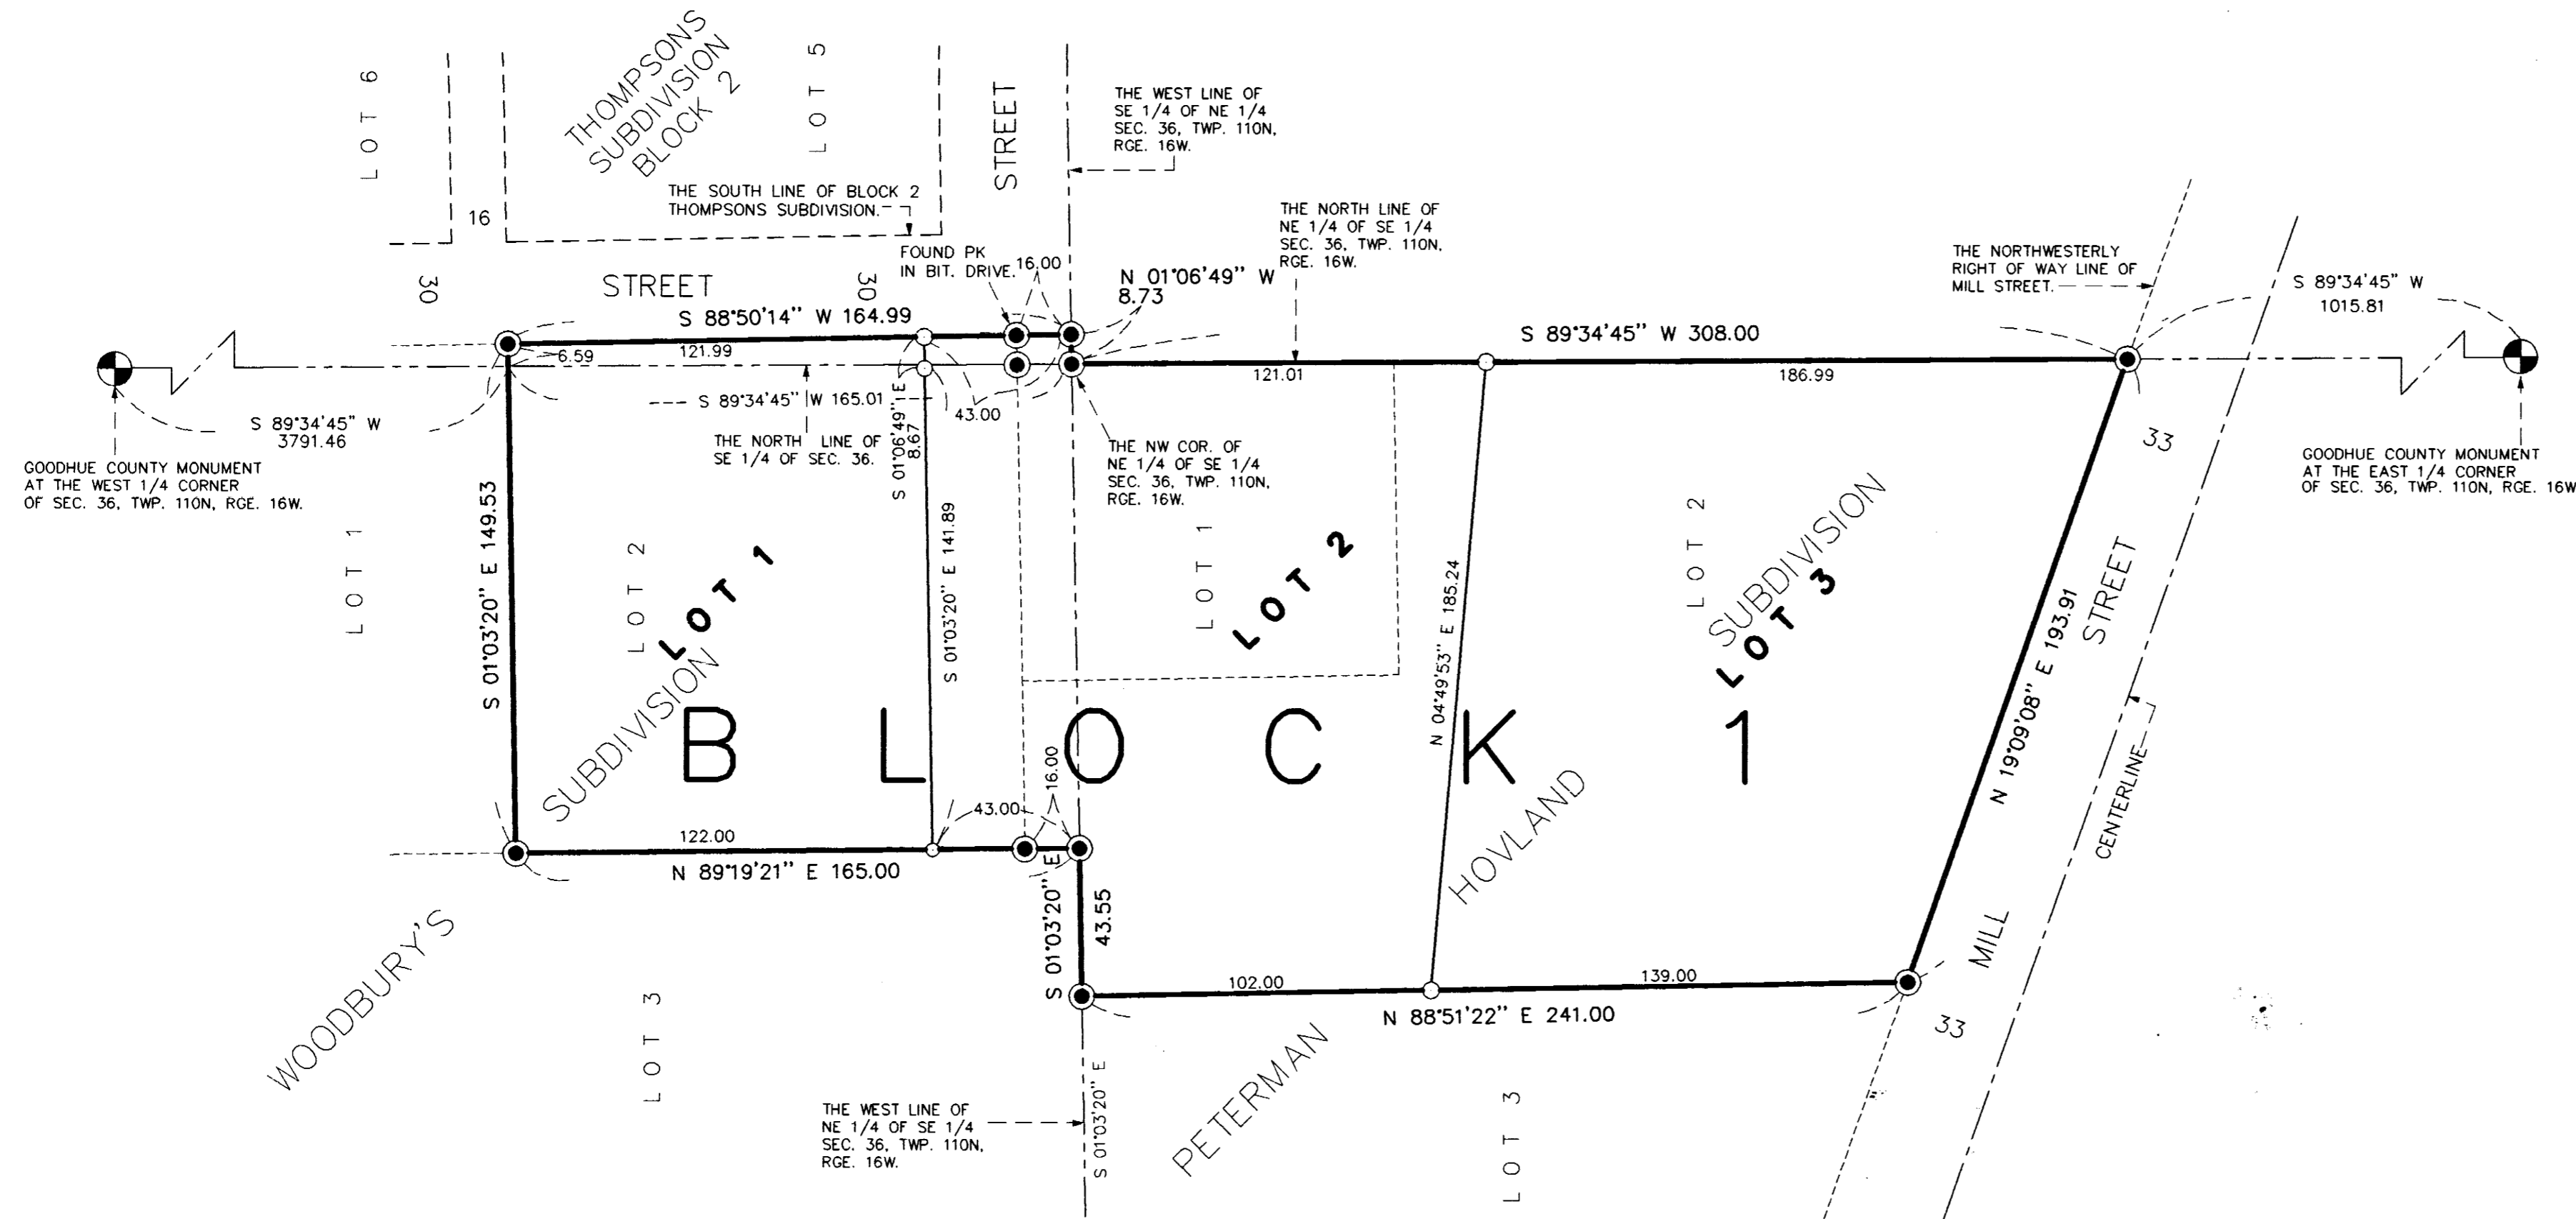 LOT 6
THOMPSONS
SUBDIVISION
BLOCK 2
LOT 5
STREET
THE WEST LINE OF
SE 1/4 OF NE 1/4
SEC. 36, TWP. 110N,
RGE. 16W.
16
THE SOUTH LINE OF BLOCK 2
THOMPSONS SUBDIVISION.
THE NORTH LINE OF
NE 1/4 OF SE 1/4
SEC. 36, TWP. 110N,
RGE. 16W.
FOUND PK
IN BIT. DRIVE.
16.00
N 01°06'49" W
8.73
THE NORTHWESTERLY
RIGHT OF WAY LINE OF
MILL STREET.
S 89°34'45" W
1015.81
30
STREET
30
S 88°50'14" W 164.99
S 89°34'45" W 308.00
6.59
121.99
121.01
186.99
S 89°34'45" W 165.01
43.00
S 89°34'45" W
3791.46
THE NORTH LINE OF
SE 1/4 OF SEC. 36.
S 01°06'49" E
8.67
THE NW COR. OF
NE 1/4 OF SE 1/4
SEC. 36, TWP. 110N,
RGE. 16W.
33
GOODHUE COUNTY MONUMENT
AT THE WEST 1/4 CORNER
OF SEC. 36, TWP. 110N, RGE. 16W.
GOODHUE COUNTY MONUMENT
AT THE EAST 1/4 CORNER
OF SEC. 36, TWP. 110N, RGE. 16W
LOT 1
S 01°03'20" E 149.53
LOT 2
LOT 1
S 01°03'20" E 141.89
LOT 1
LOT 2
N 04°49'53" E 185.24
LOT 2
SUBDIVISION
LOT 3
N 19°09'08" E 193.91
STREET
SUBDIVISION
BLOCK 1
16.00
43.00
CENTERLINE
122.00
N 89°19'21" E 165.00
HOVLAND
S 01°03'20" E
43.55
MILL
102.00
139.00
N 88°51'22" E 241.00
33
WOODBURY'S
LOT 3
PETERMAN
THE WEST LINE OF
NE 1/4 OF SE 1/4
SEC. 36, TWP. 110N,
RGE. 16W.
S 01°03'20" E
LOT 3